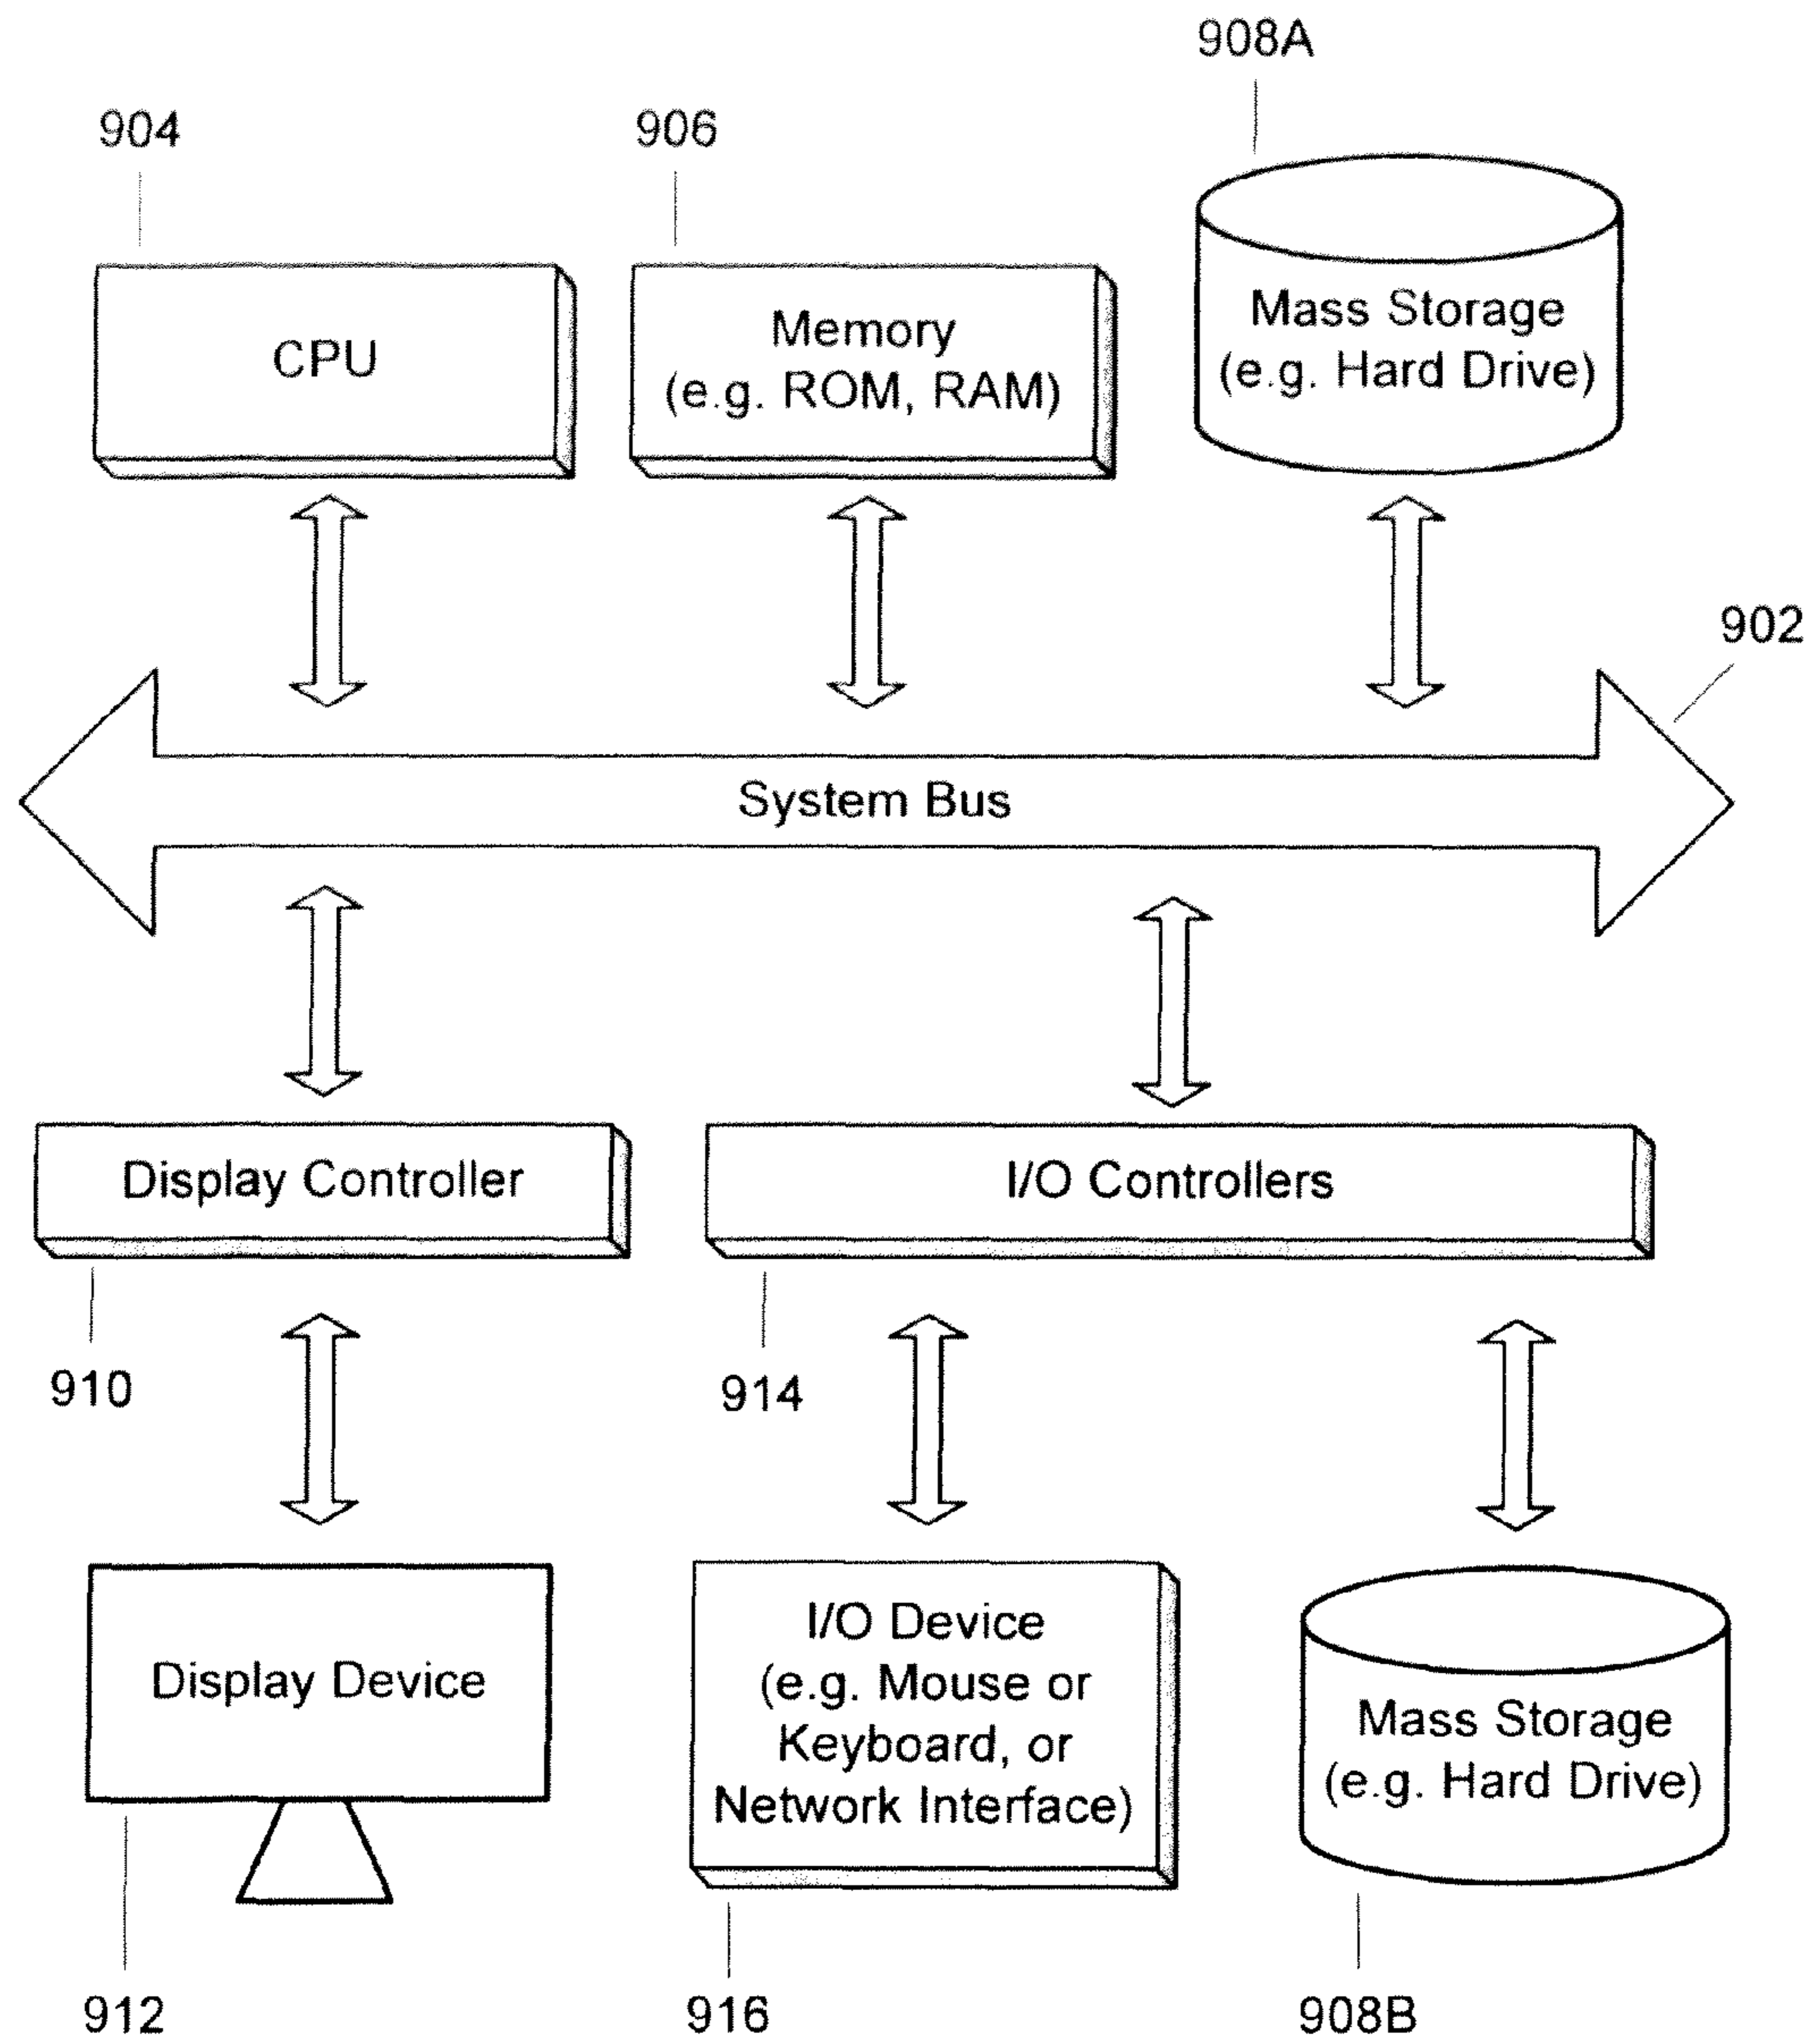 908A
904
906
CPU
Memory
(e.g. ROM, RAM)
Mass Storage
(e.g. Hard Drive)
902
System Bus
Display Controller
I/O Controllers
910
914
Display Device
I/O Device
(e.g. Mouse or
Keyboard, or
Network Interface)
Mass Storage
(e.g. Hard Drive)
912
916
908B